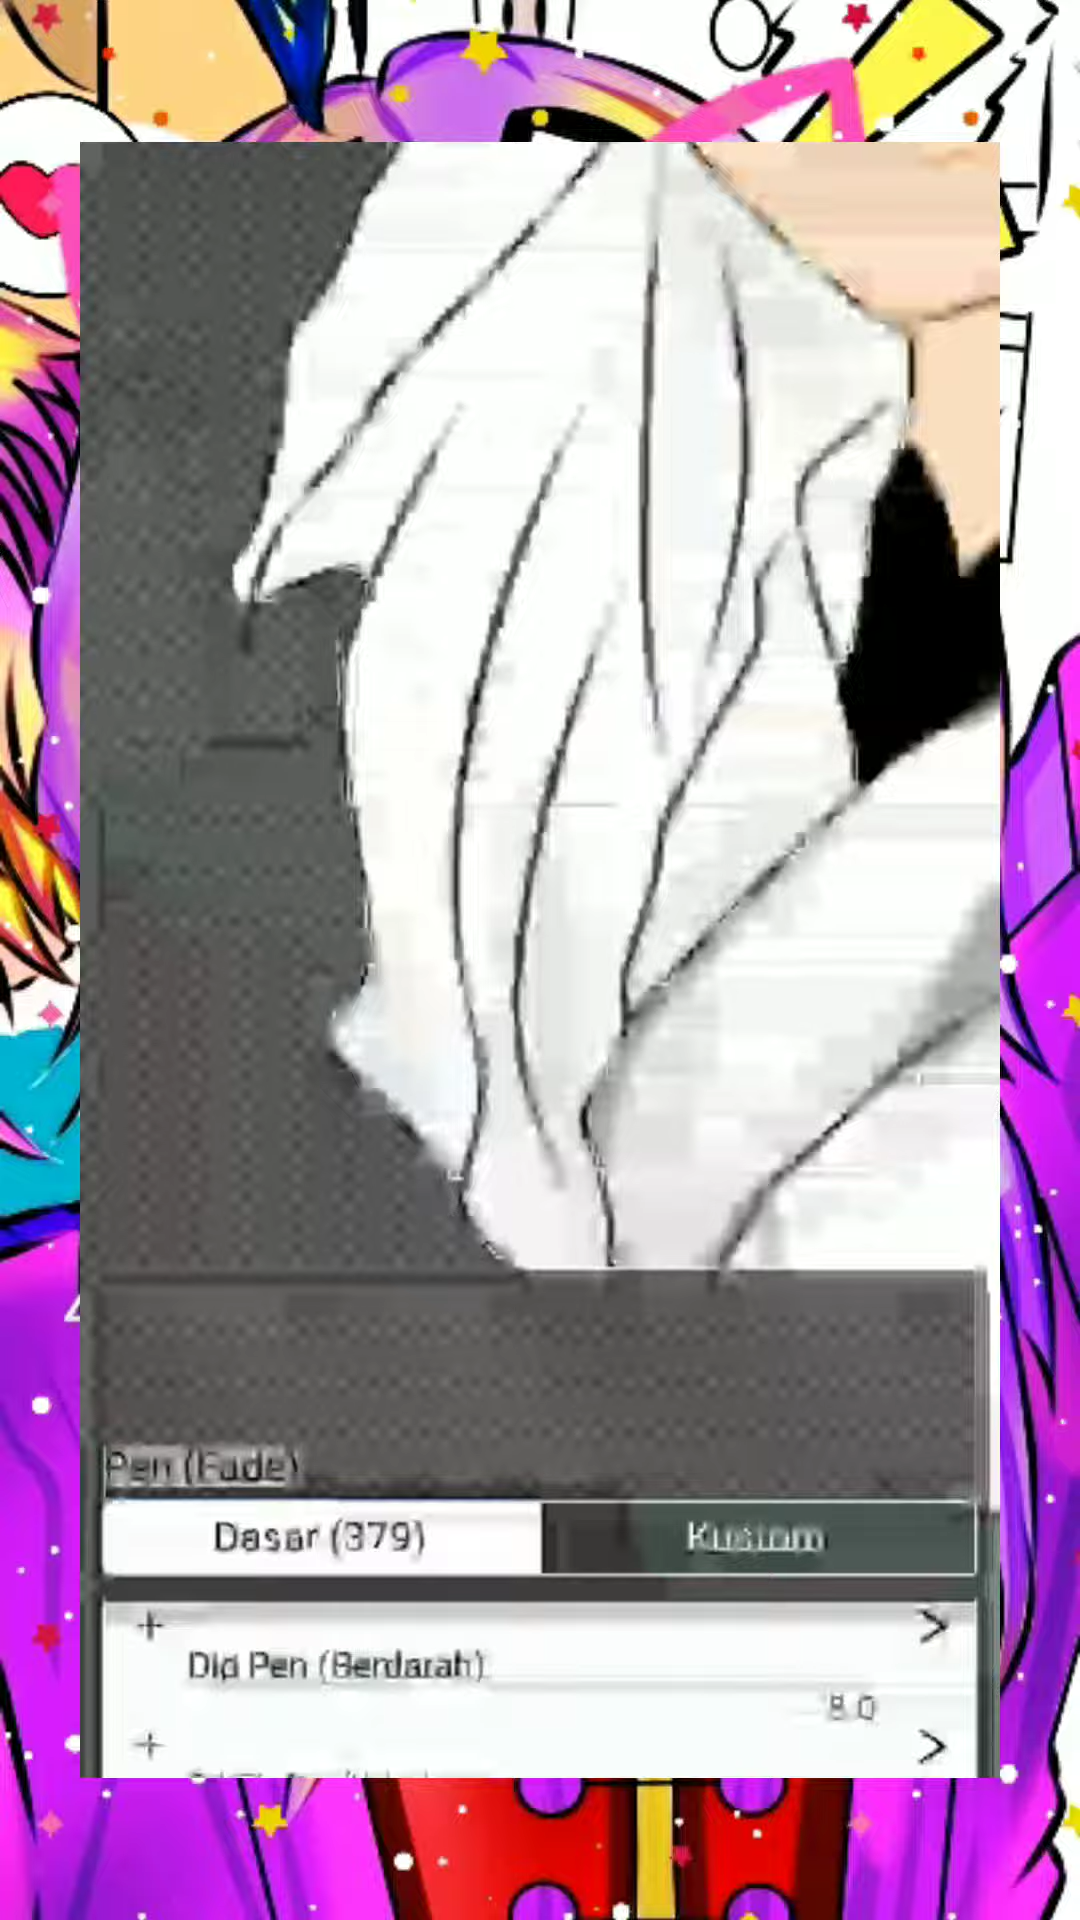 Pen (Fade)
Dasar (379)
Kustom
Dip Pen (Berdarah)
8.0